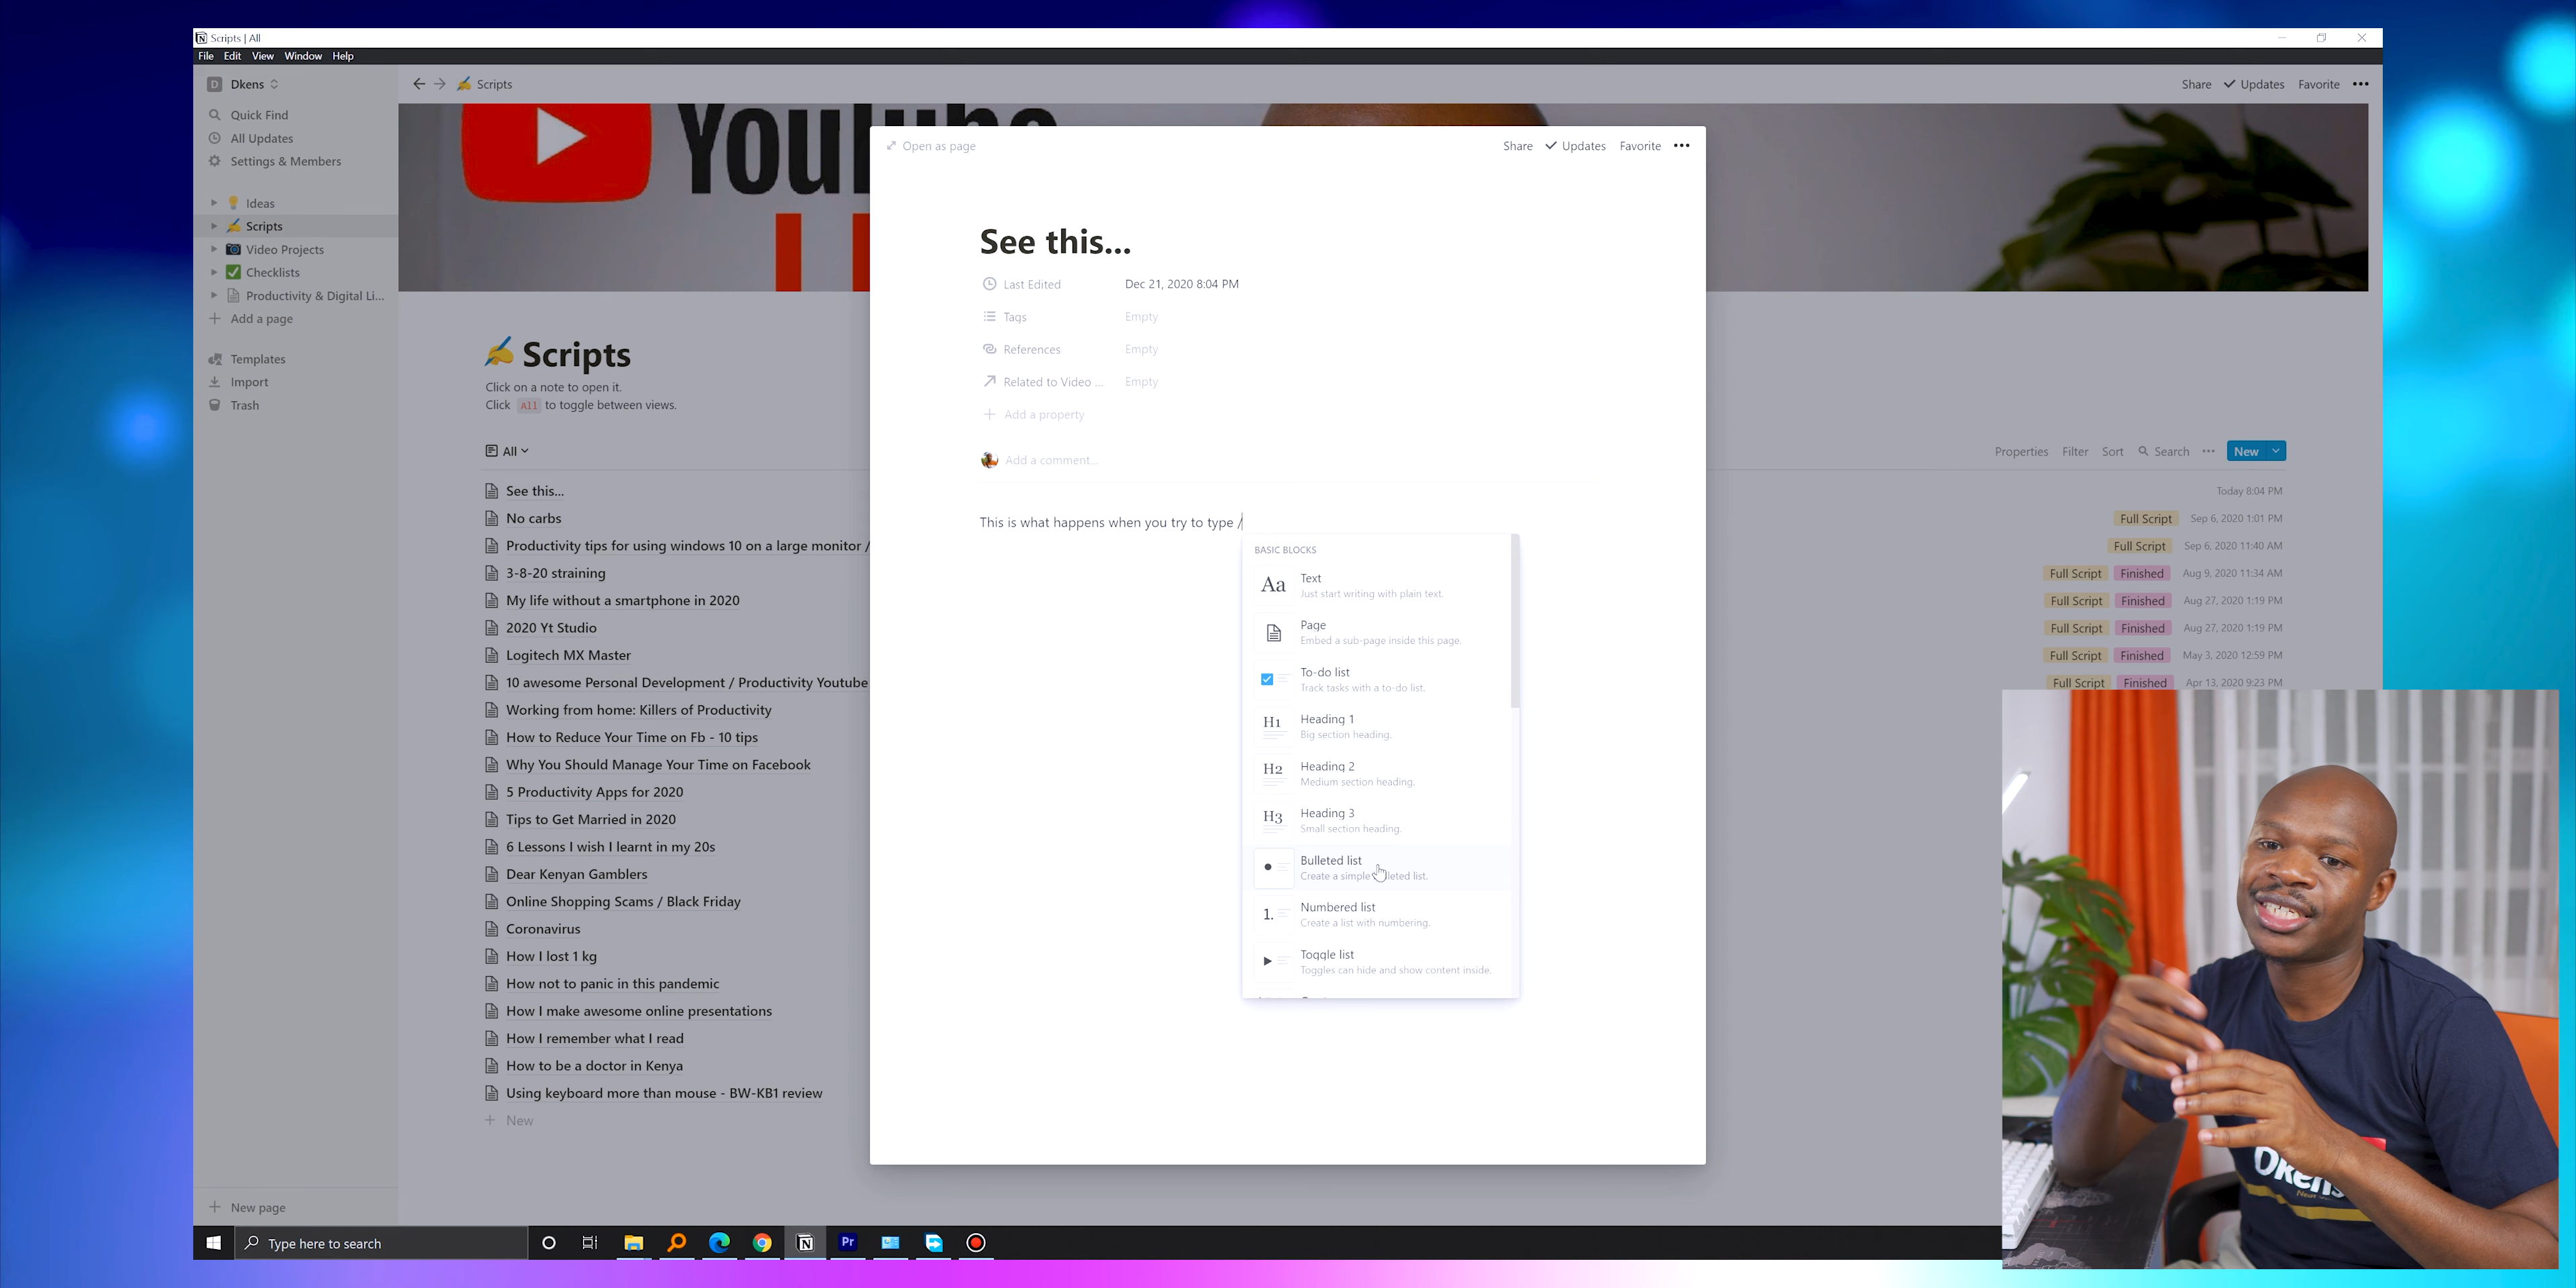 Scripts | All
File Edit View Window Help
D Dkens
Quick Find
All Updates
Settings & Members
Ideas
Scripts
Video Projects
Checklists
Productivity & Digital Li...
Add a page
Templates
Import
Trash
New page
Scripts
Share Updates Favorite
YouTube
Scripts
Click on a note to open it.
Click All to toggle between views.
All
Properties Filter Sort Search New
See this...
Today 8:04 PM
No carbs
Full Script Sep 6, 2020 1:01 PM
Productivity tips for using windows 10 on a large monitor /
Full Script Sep 6, 2020 11:40 AM
3-8-20 straining
Full Script Finished Aug 9, 2020 11:34 AM
My life without a smartphone in 2020
Full Script Finished Aug 27, 2020 1:19 PM
2020 Yt Studio
Full Script Finished Aug 27, 2020 1:19 PM
Logitech MX Master
Full Script Finished May 3, 2020 12:59 PM
10 awesome Personal Development / Productivity Youtube
Full Script Finished Apr 13, 2020 9:23 PM
Working from home: Killers of Productivity
How to Reduce Your Time on Fb - 10 tips
Why You Should Manage Your Time on Facebook
5 Productivity Apps for 2020
Tips to Get Married in 2020
6 Lessons I wish I learnt in my 20s
Dear Kenyan Gamblers
Online Shopping Scams / Black Friday
Coronavirus
How I lost 1 kg
How not to panic in this pandemic
How I make awesome online presentations
How I remember what I read
How to be a doctor in Kenya
Using keyboard more than mouse - BW-KB1 review
New
Open as page
Share Updates Favorite
See this...
Last Edited Dec 21, 2020 8:04 PM
Tags Empty
References Empty
Related to Video ... Empty
Add a property
Add a comment...
This is what happens when you try to type /
BASIC BLOCKS
Aa Text
Just start writing with plain text.
Page
Embed a sub-page inside this page.
To-do list
Track tasks with a to-do list.
H1 Heading 1
Big section heading.
H2 Heading 2
Medium section heading.
H3 Heading 3
Small section heading.
Bulleted list
Create a simple leted list.
1. Numbered list
Create a list with numbering.
Toggle list
Toggles can hide and show content inside.
Type here to search
Pr
Dkens